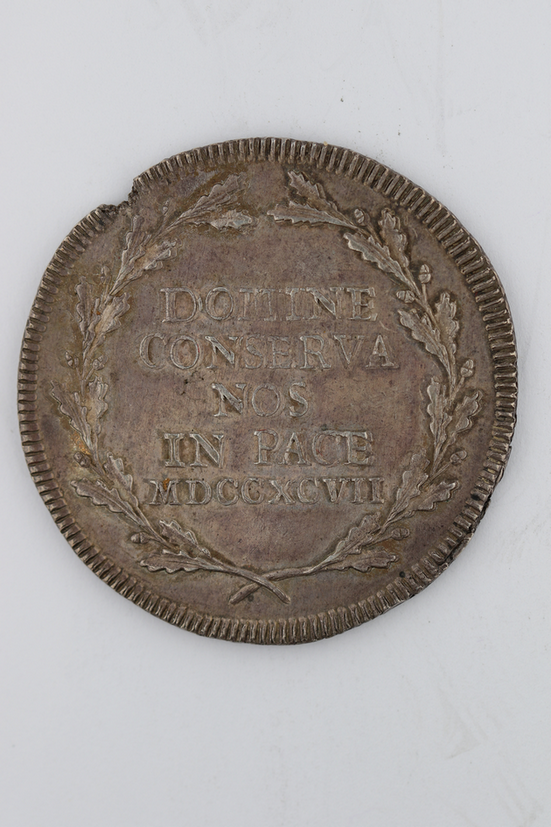 DOMINE
CONSERVA
NOS
IN PACE
MDCCXCVII